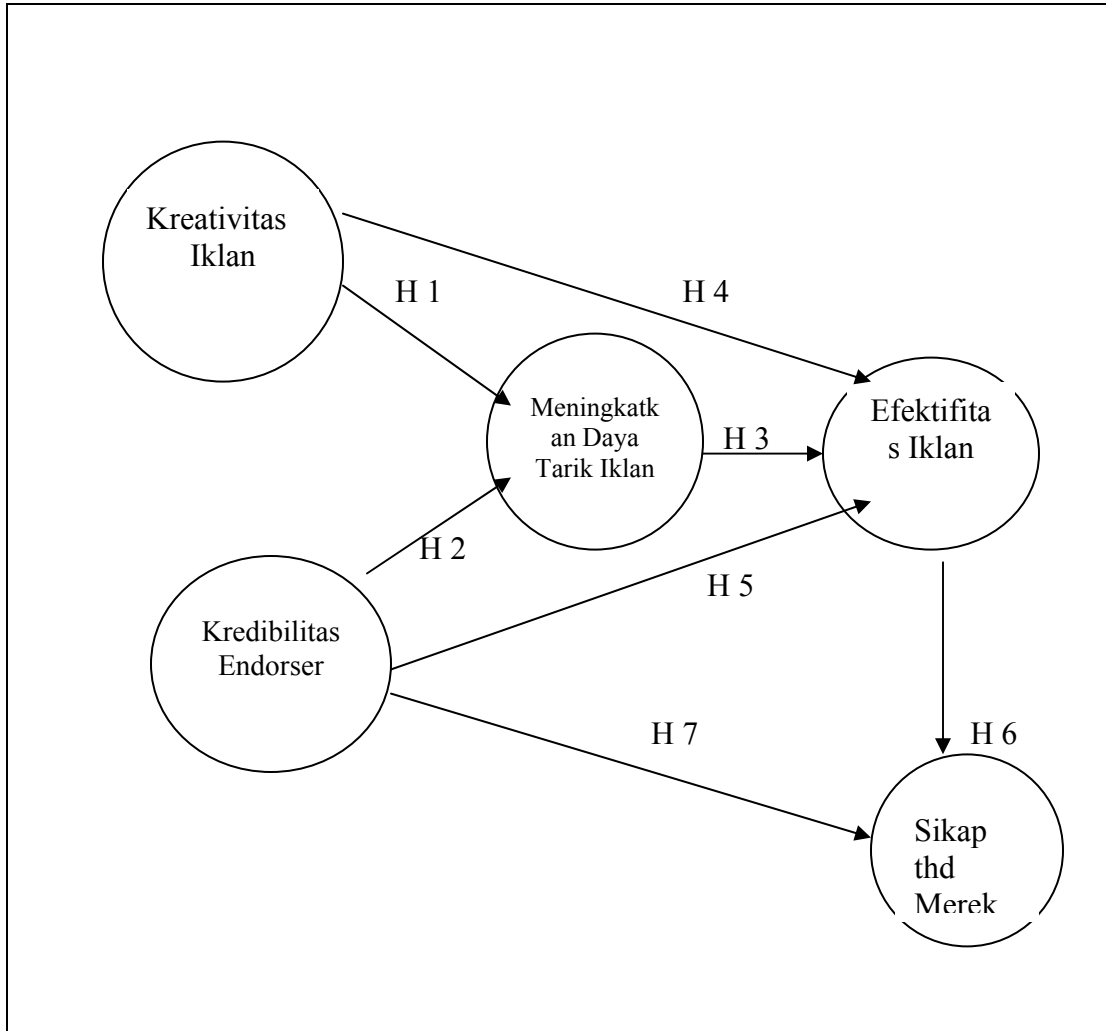 Kreativitas
Iklan
H 1
H 4
Meningkatk
an Daya
Tarik Iklan
H 3
Efektifita
s Iklan
H 2
H 5
Kredibilitas
Endorser
H 7
H 6
Sikap
thd
Merek